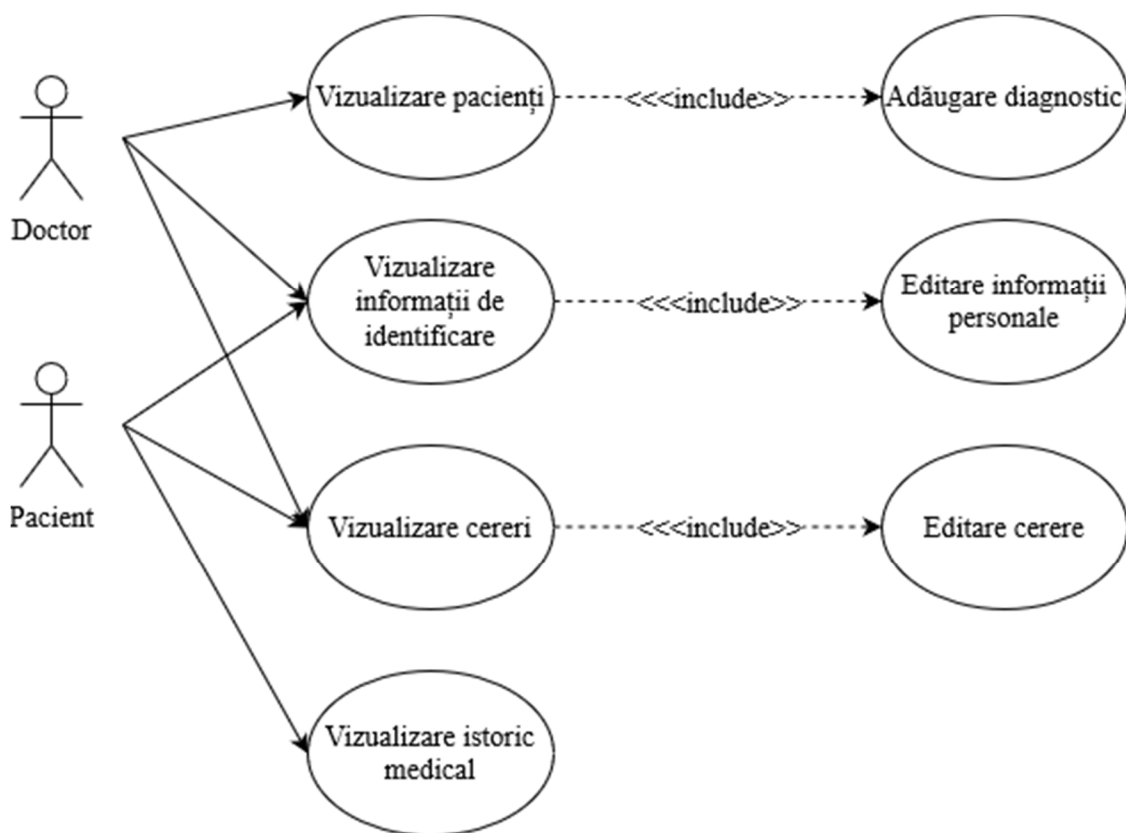 Vizualizare pacienți
<<<include>>
Adăugare diagnostic
Doctor
Vizualizare
informații de
identificare
<<<include>>
Editare informații
personale
Pacient
Vizualizare cereri
<<<include>>
Editare cerere
Vizualizare istoric
medical